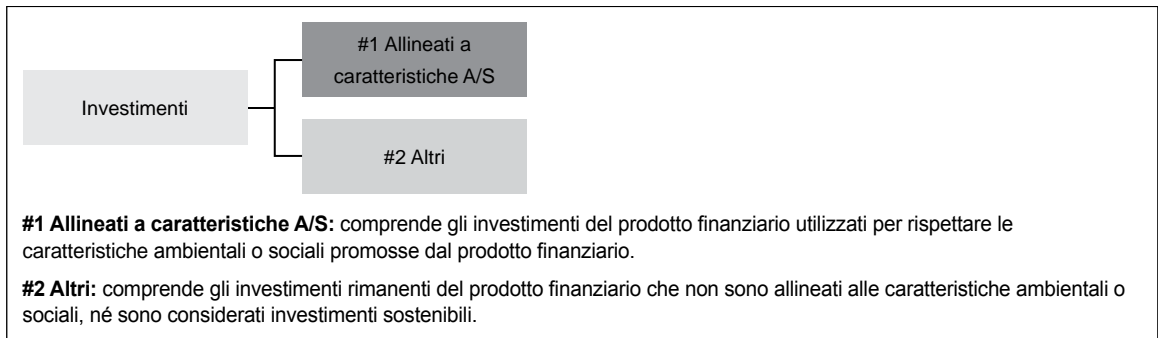 #1 Allineati a
caratteristiche A/S
Investimenti
#2 Altri
#1 Allineati a caratteristiche A/S: comprende gli investimenti del prodotto finanziario utilizzati per rispettare le
caratteristiche ambientali o sociali promosse dal prodotto finanziario.
#2 Altri: comprende gli investimenti rimanenti del prodotto finanziario che non sono allineati alle caratteristiche ambientali o
sociali, né sono considerati investimenti sostenibili.